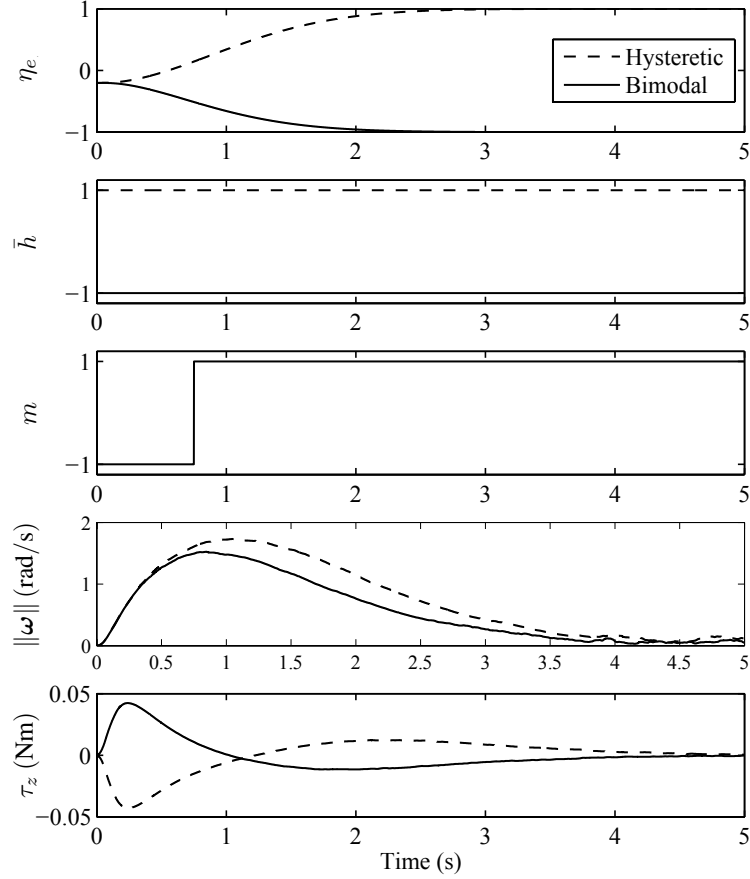 1
0
−1
η_e
Hysteretic
Bimodal
0 1 2 3 4 5
1
−1
h̄
0 1 2 3 4 5
1
−1
m
0 1 2 3 4 5
2
1
0
||ω|| (rad/s)
0 0.5 1 1.5 2 2.5 3 3.5 4 4.5 5
0.05
0
−0.05
τ_z (Nm)
0 1 2 3 4 5
Time (s)